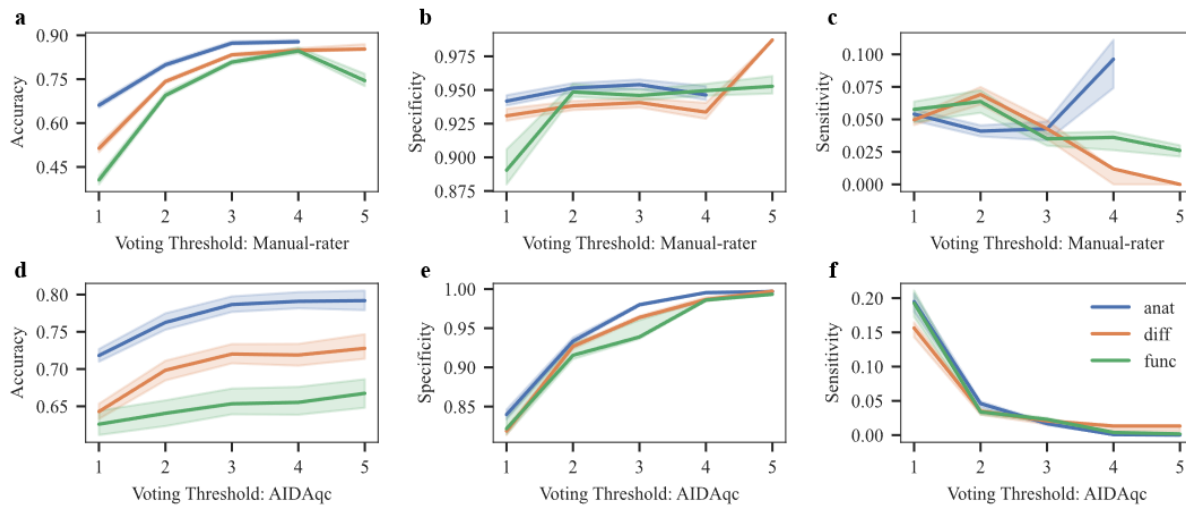 a
b
c
0.90
0.75
0.60
0.45
Accuracy
1 2 3 4 5
Voting Threshold: Manual-rater
0.975
0.950
0.925
0.900
0.875
Specificity
1 2 3 4 5
Voting Threshold: Manual-rater
0.100
0.075
0.050
0.025
0.000
Sensitivity
1 2 3 4 5
Voting Threshold: Manual-rater
d
e
f
0.80
0.75
0.70
0.65
Accuracy
1 2 3 4 5
Voting Threshold: AIDAqc
1.00
0.95
0.90
0.85
Specificity
1 2 3 4 5
Voting Threshold: AIDAqc
0.20
0.15
0.10
0.05
0.00
Sensitivity
anat
diff
func
1 2 3 4 5
Voting Threshold: AIDAqc